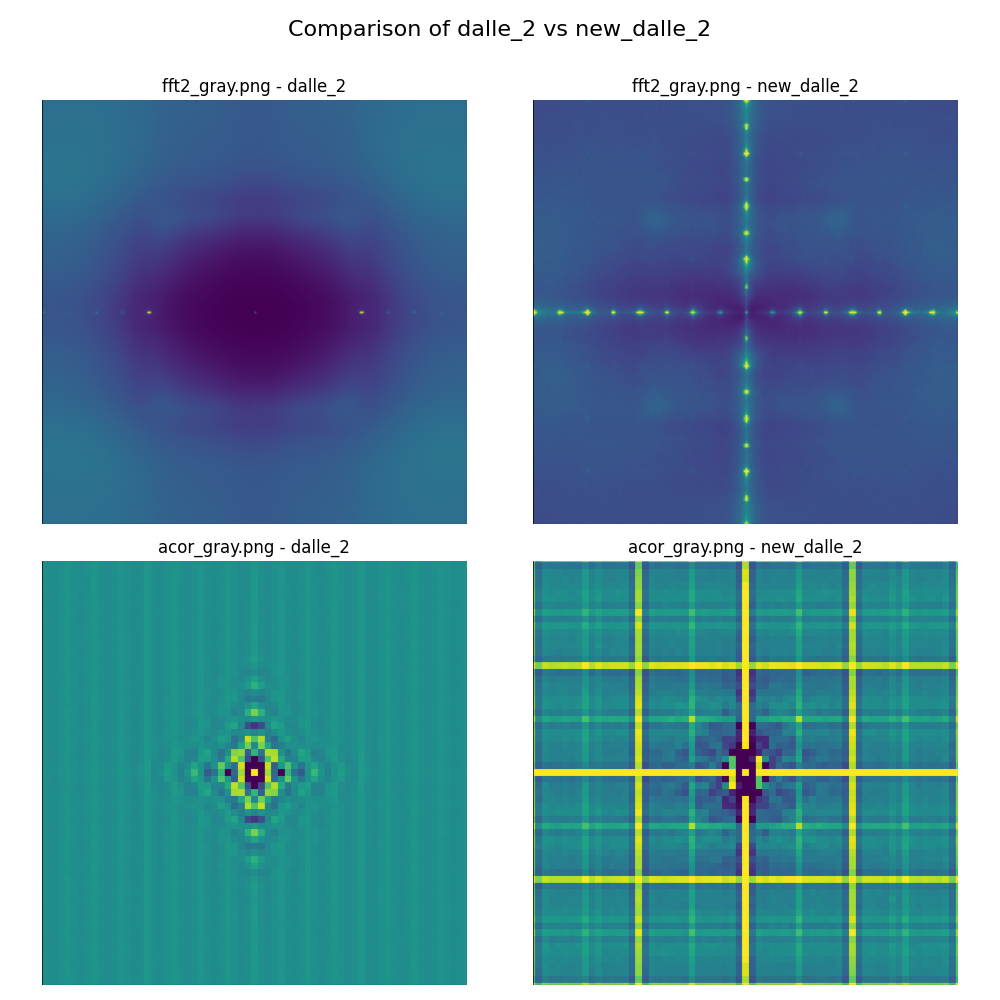 Comparison of dalle_2 vs new_dalle_2
fft2_gray.png - dalle_2
fft2_gray.png - new_dalle_2
acor_gray.png - dalle_2
acor_gray.png - new_dalle_2